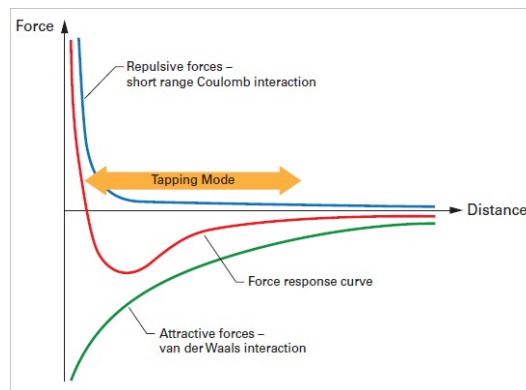 Force
Repulsive forces –
short range Coulomb interaction
Tapping Mode
Distance
Force response curve
Attractive forces –
van der Waals interaction